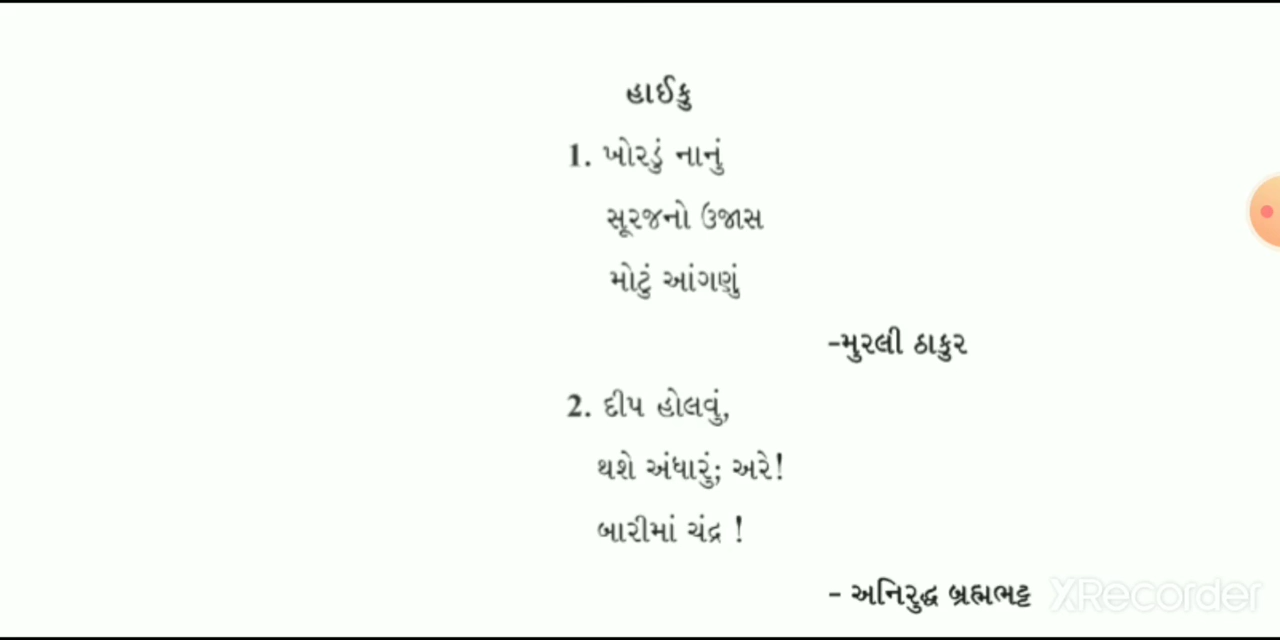 હાઈકુ
1. ખોરડું નાનું
સૂરજનો ઉજાસ
મોટું આંગણું
-મુરલી ઠાકુર
2. દીપ હોલવું,
થશે અંધારું; અરે!
બારીમાં ચંદ્ર !
- અનિરુદ્ધ બ્રહ્મભટ્ટ
XRecorder